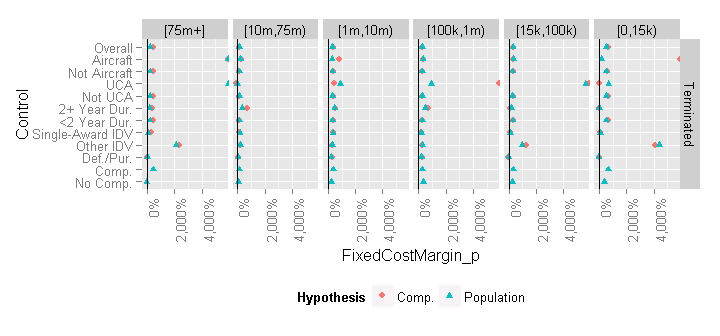 [75m+] [10m,75m) [1m,10m) [100k,1m) [15k,100k) [0,15k)
Overall
Aircraft
Not Aircraft
UCA
Not UCA
2+ Year Dur.
<2 Year Dur.
Single-Award IDV
Other IDV
Def./Pur.
Comp.
No Comp.
Control
Terminated
0% 2,000% 4,000% 0% 2,000% 4,000% 0% 2,000% 4,000% 0% 2,000% 4,000% 0% 2,000% 4,000% 0% 2,000% 4,000%
FixedCostMargin_p
Hypothesis Comp. Population